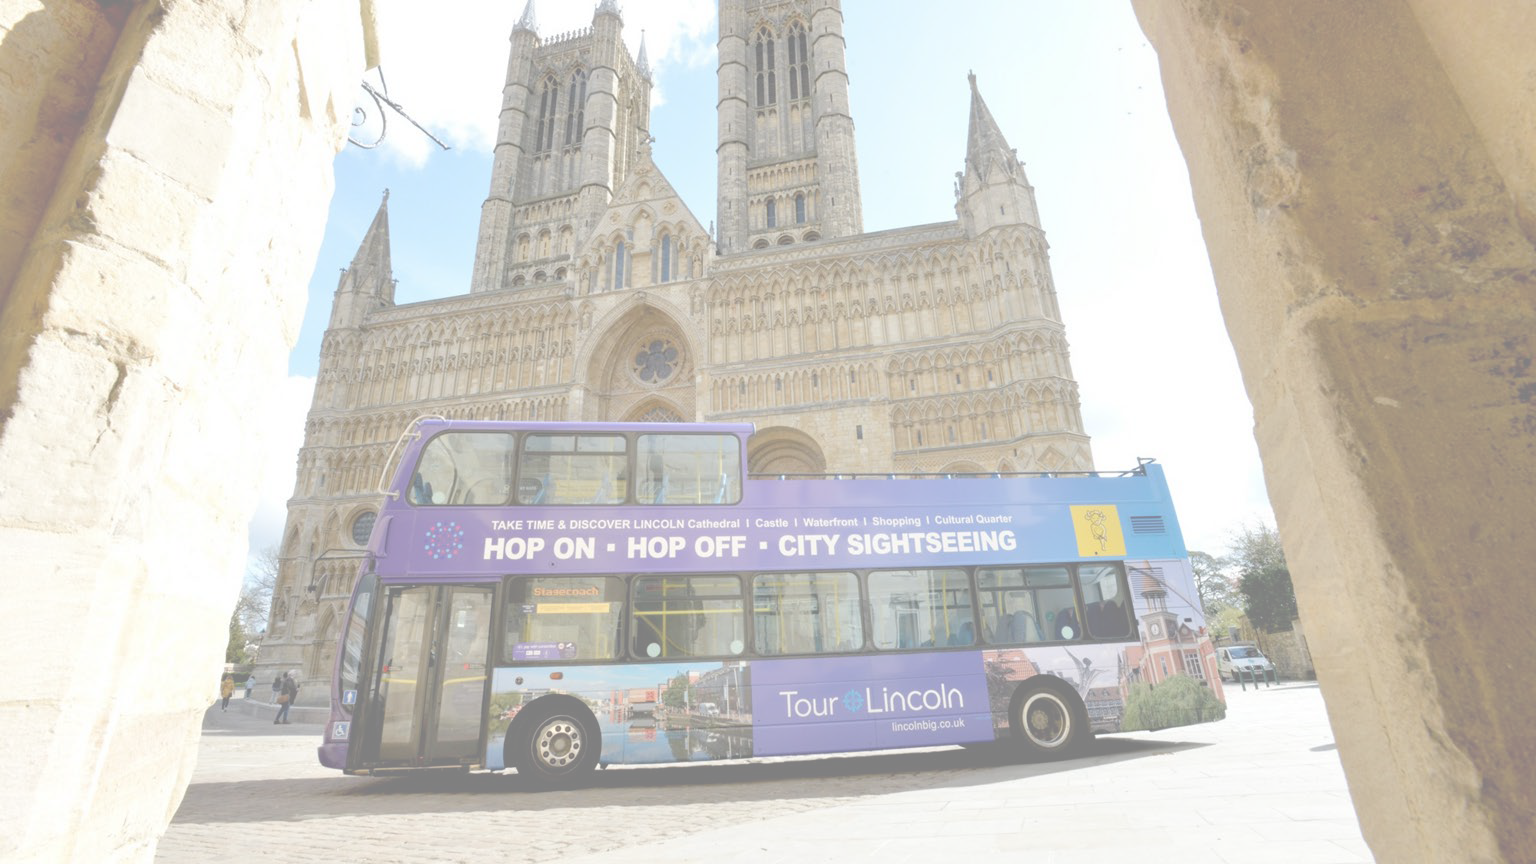 TAKE TIME & DISCOVER LINCOLN Cathedral | Castle | Waterfront | Shopping | Cultural Quarter
HOP ON ▪ HOP OFF ▪ CITY SIGHTSEEING
Stagecoach
Tour Lincoln
lincolnbig.co.uk